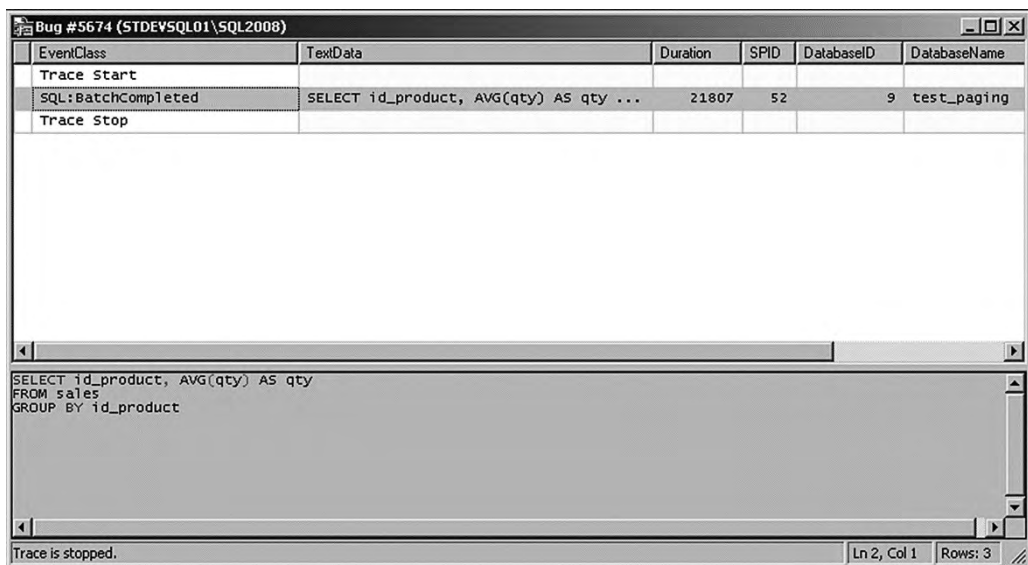 Bug #5674 (STDEVSQL01\SQL2008)
EventClass TextData Duration SPID DatabaseID DatabaseName
Trace Start
SQL:BatchCompleted SELECT id_product, AVG(qty) AS qty ... 21807 52 9 test_paging
Trace Stop
SELECT id_product, AVG(qty) AS qty
FROM sales
GROUP BY id_product
Trace is stopped. Ln 2, Col 1 Rows: 3